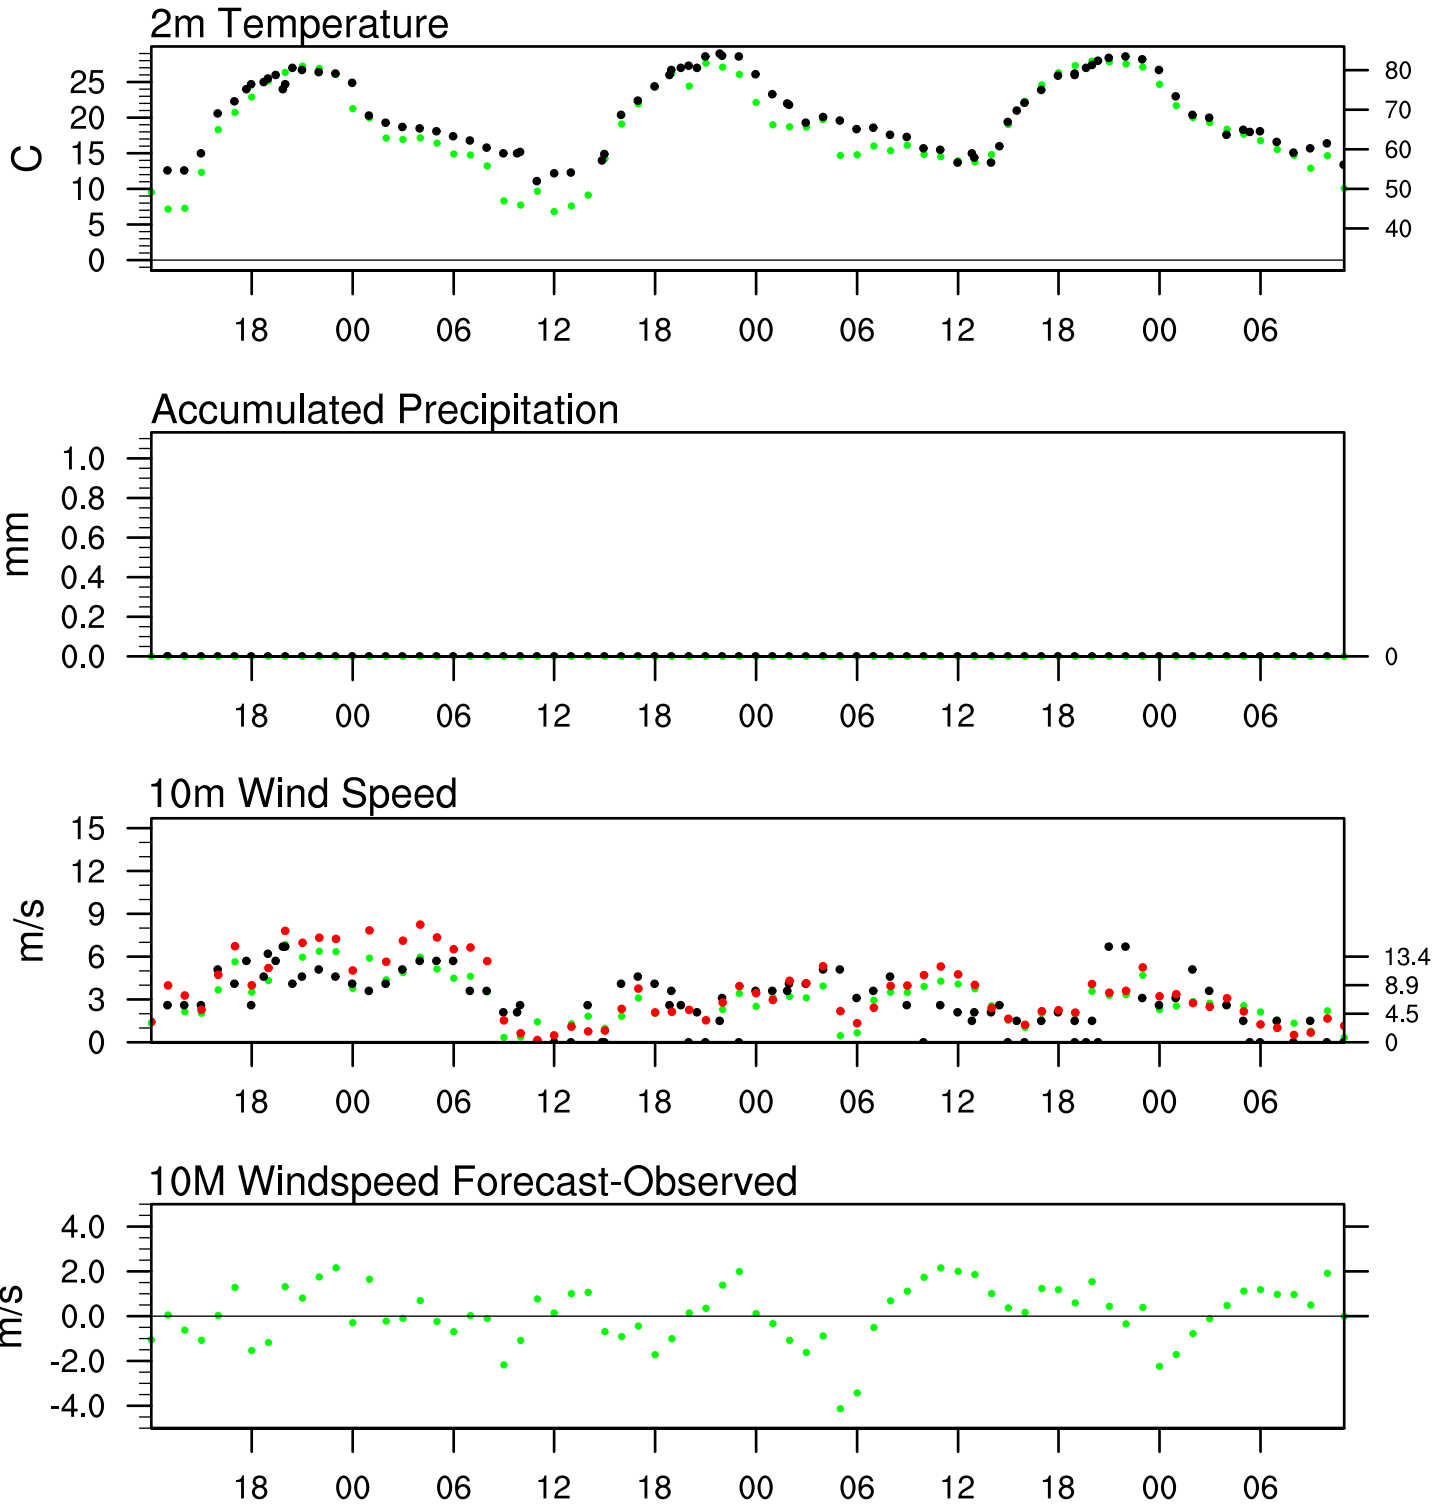 2m Temperature
25
20
15
10
5
0
C
80
70
60
50
40
18 00 06 12 18 00 06 12 18 00 06
Accumulated Precipitation
1.0
0.8
0.6
0.4
0.2
0.0
mm
0
18 00 06 12 18 00 06 12 18 00 06
10m Wind Speed
15
12
9
6
3
0
m/s
13.4
8.9
4.5
0
18 00 06 12 18 00 06 12 18 00 06
10M Windspeed Forecast-Observed
4.0
2.0
0.0
-2.0
-4.0
m/s
18 00 06 12 18 00 06 12 18 00 06